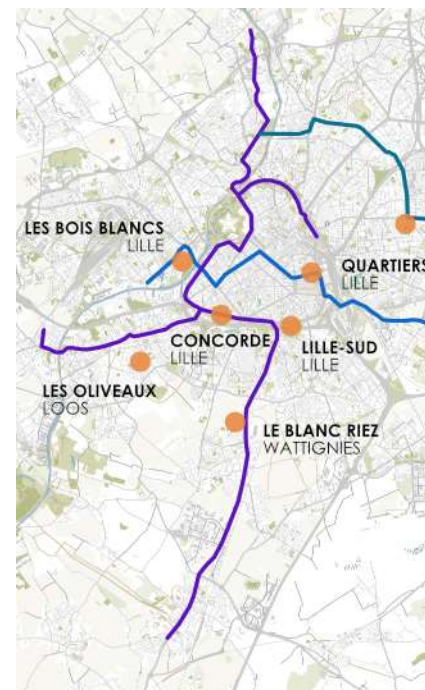 LES BOIS BLANCS
LILLE
QUARTIERS
LILLE
CONCORDE
LILLE
LILLE-SUD
LILLE
LES OLIVEAUX
LOOS
LE BLANC RIEZ
WATTIGNIES